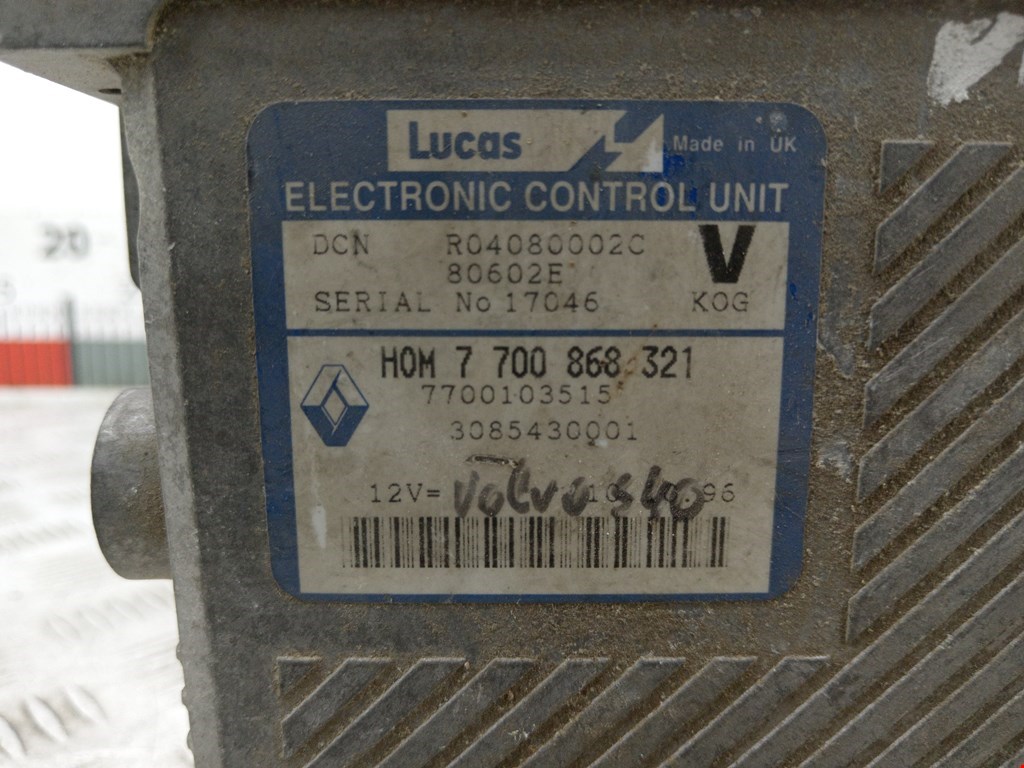 20
Lucas Made in UK
ELECTRONIC CONTROL UNIT
DCN R04080002C V
80602E
SERIAL No 17046 KOG
HOM 7 700 868 321
7700103515
3085430001
12V= Volvo S40 96